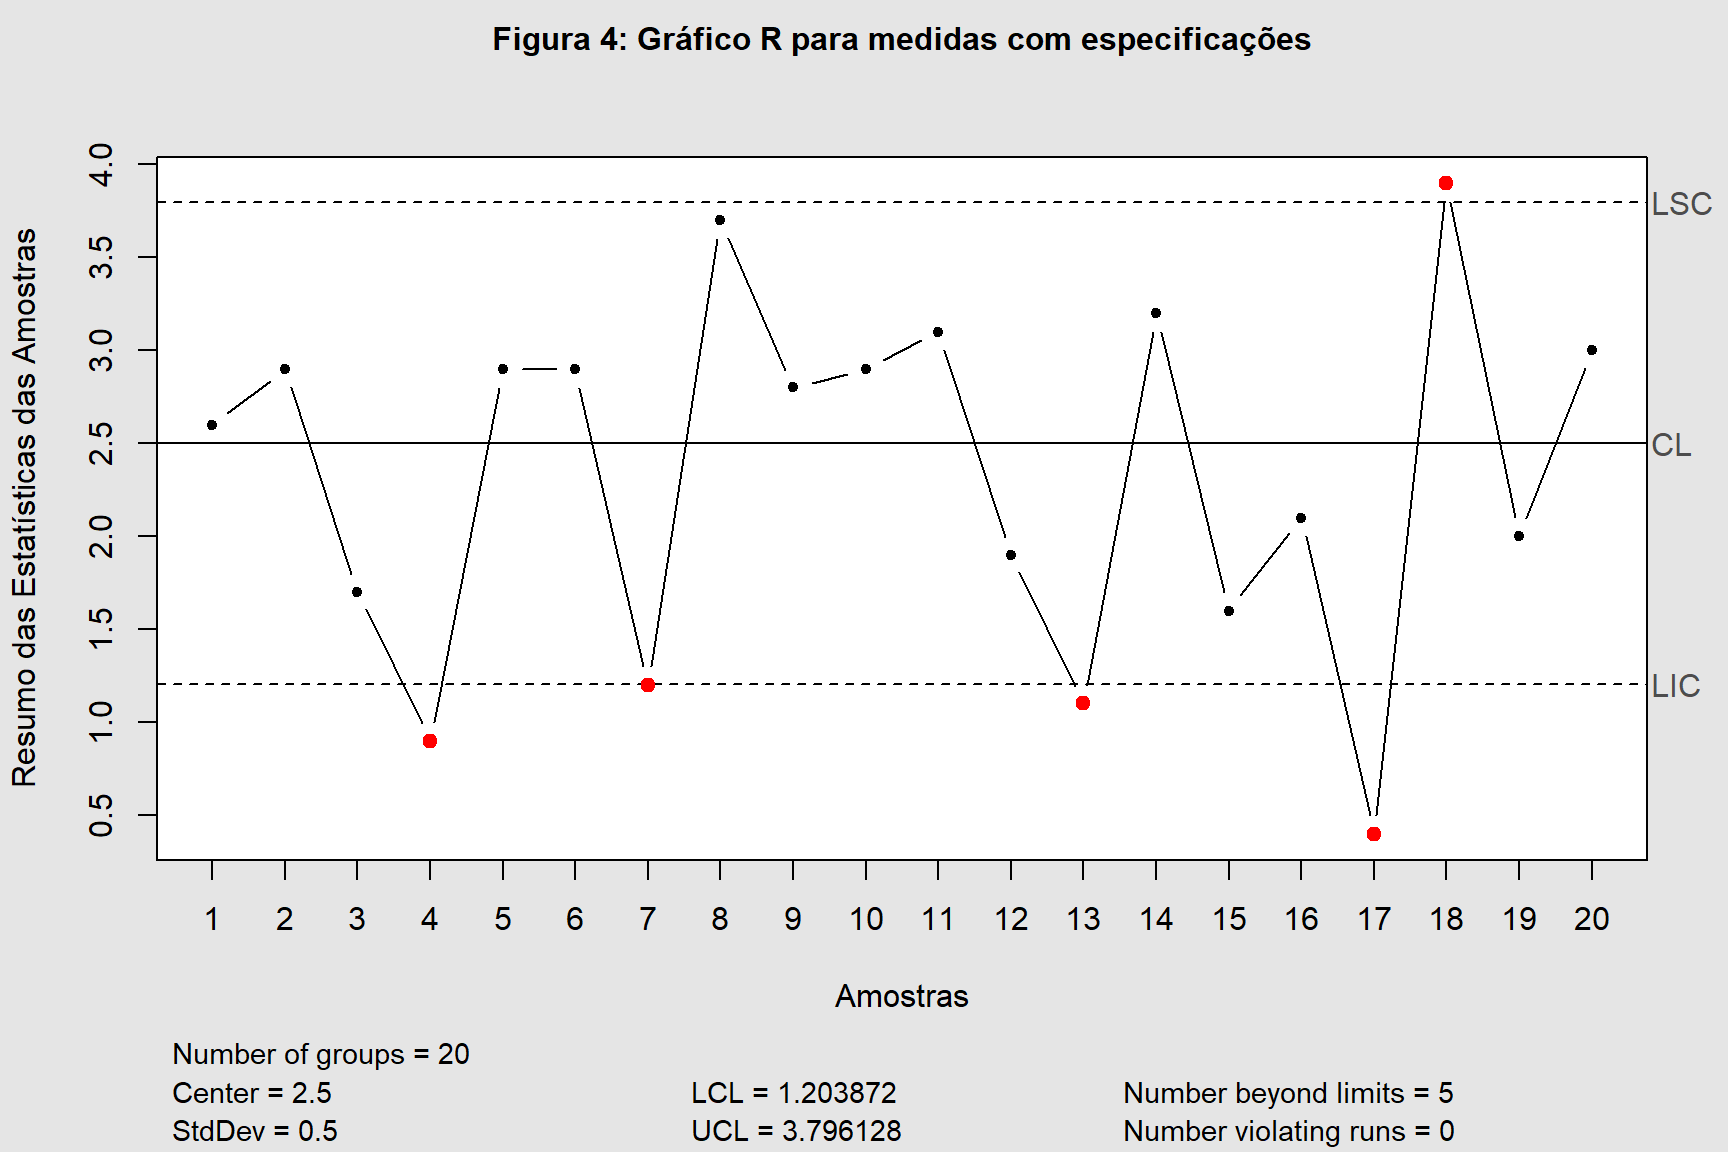 Figura 4: Gráfico R para medidas com especificações
Resumo das Estatísticas das Amostras
4.0
3.5
3.0
2.5
2.0
1.5
1.0
0.5
LSC
CL
LIC
1 2 3 4 5 6 7 8 9 10 11 12 13 14 15 16 17 18 19 20
Amostras
Number of groups = 20
Center = 2.5 LCL = 1.203872 Number beyond limits = 5
StdDev = 0.5 UCL = 3.796128 Number violating runs = 0